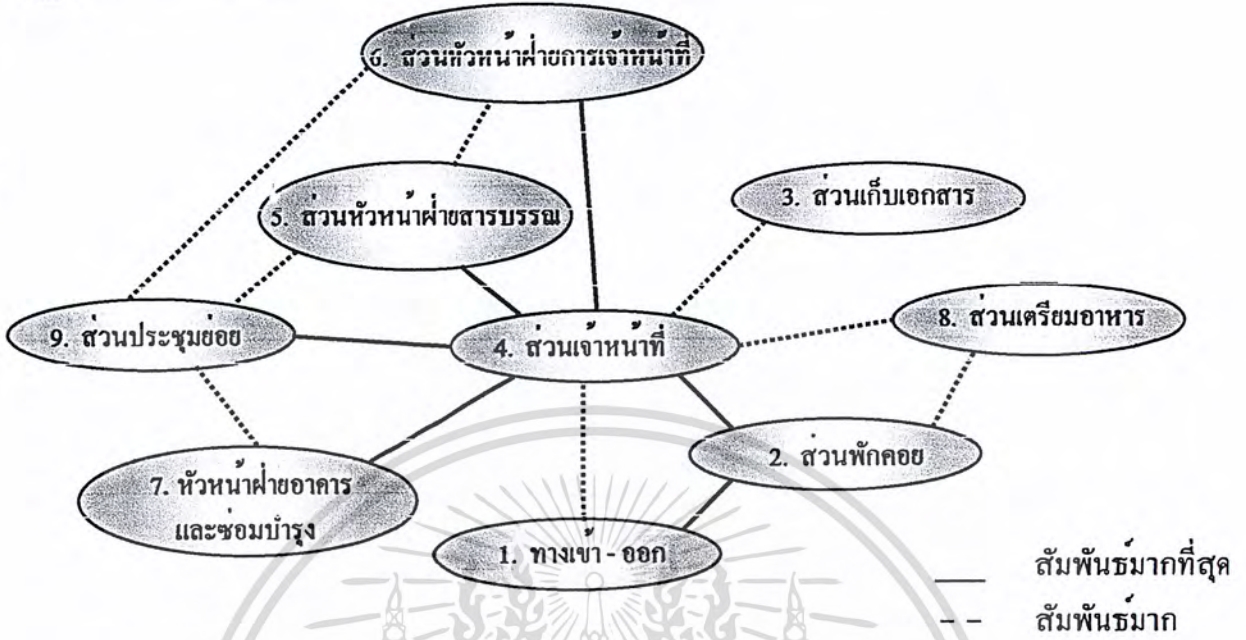 6. ส่วนหัวหน้าฝ่ายการเจ้าหน้าที่
3. ส่วนเก็บเอกสาร
5. ส่วนหัวหน้าฝ่ายสารบรรณ
8. ส่วนเตรียมอาหาร
9. ส่วนประชุมย่อย
4. ส่วนเจ้าหน้าที่
2. ส่วนพักคอย
7. หัวหน้าฝ่ายอาคาร
และซ่อมบำรุง
1. ทางเข้า - ออก
สัมพันธ์มากที่สุด
สัมพันธ์มาก